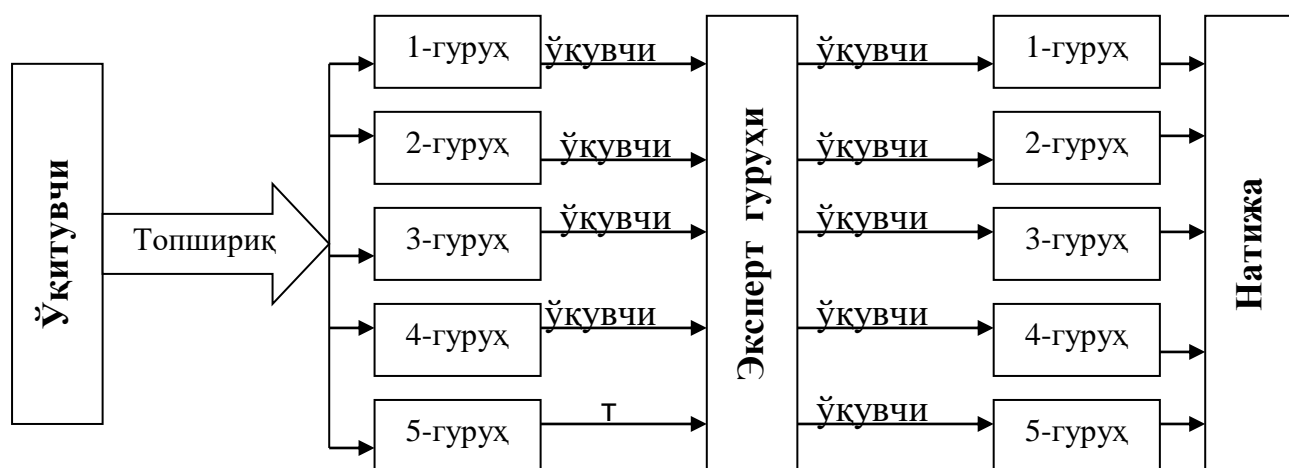 Ўқитувчи
Топшириқ
1-гуруҳ
2-гуруҳ
3-гуруҳ
4-гуруҳ
5-гуруҳ
ўқувчи
ўқувчи
ўқувчи
ўқувчи
т
Эксперт гуруҳи
ўқувчи
ўқувчи
ўқувчи
ўқувчи
ўқувчи
1-гуруҳ
2-гуруҳ
3-гуруҳ
4-гуруҳ
5-гуруҳ
Натижа